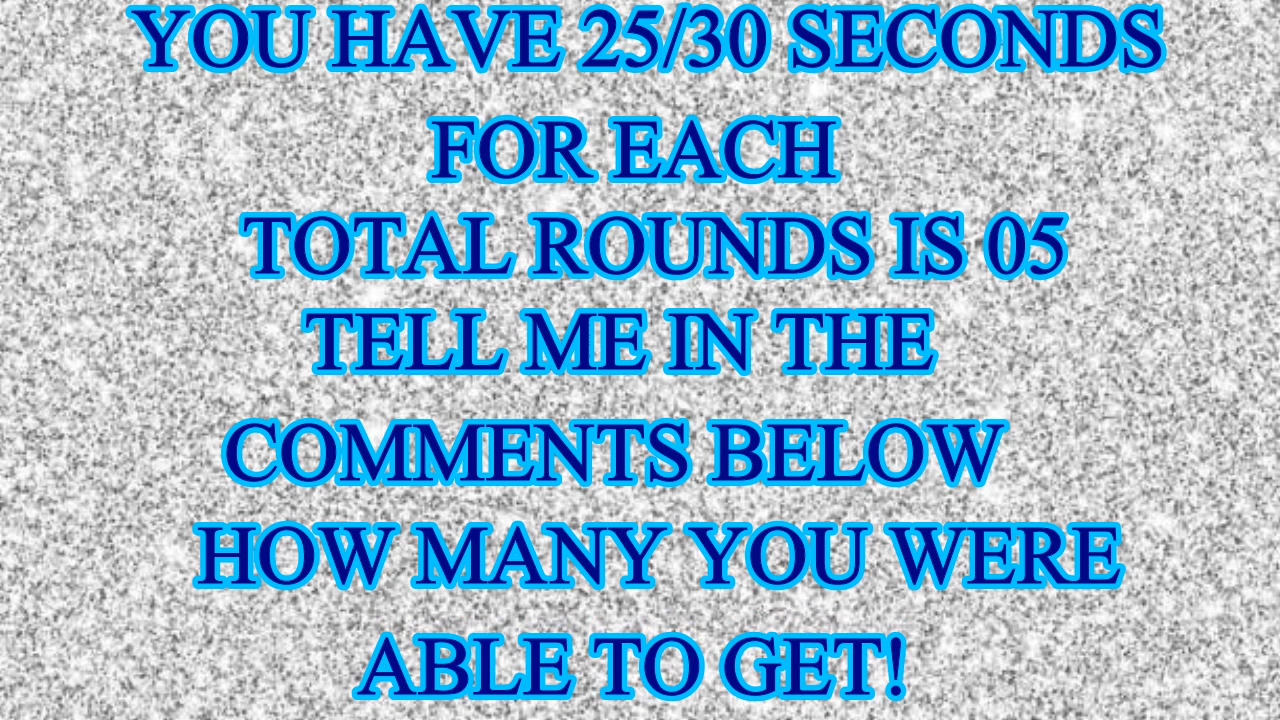 YOU HAVE 25/30 SECONDS
FOR EACH
TOTAL ROUNDS IS 05
TELL ME IN THE
COMMENTS BELOW
HOW MANY YOU WERE
ABLE TO GET!